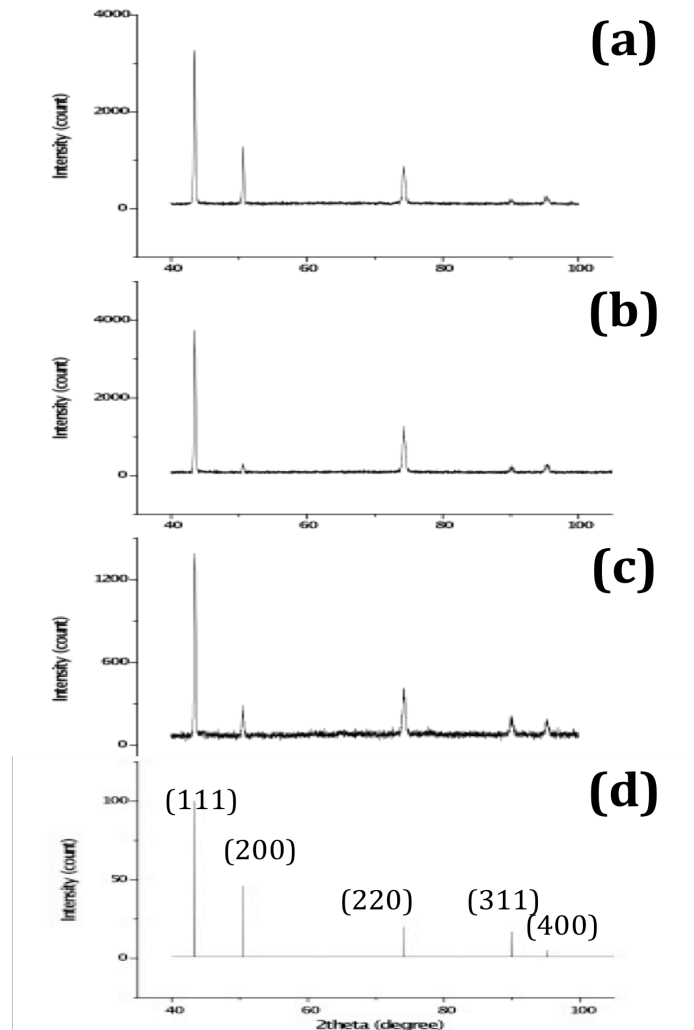 (a)
4000
2000
0
Intensity (count)
40 60 80 100
(b)
4000
2000
0
Intensity (count)
40 60 80 100
(c)
1200
600
0
Intensity (count)
(d)
100
50
0
Intensity (count)
(111)
(200)
(220)
(311)
(400)
40 60 80 100
2theta (degree)